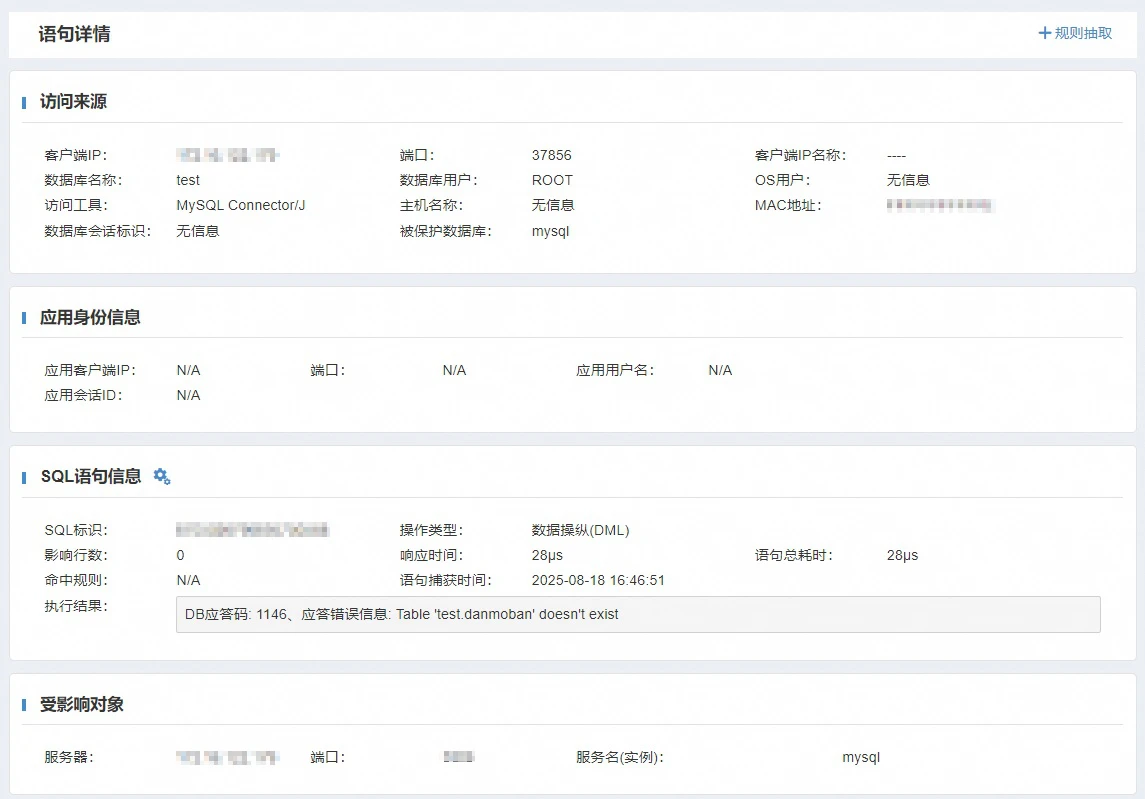 语句详情
规则抽取
访问来源
客户端IP: 端口: 37856 客户端IP名称: ----
数据库名称: test 数据库用户: ROOT OS用户: 无信息
访问工具: MySQL Connector/J 主机名称: 无信息 MAC地址:
数据库会话标识: 无信息 被保护数据库: mysql
应用身份信息
应用客户端IP: N/A 端口: N/A 应用用户名: N/A
应用会话ID: N/A
SQL语句信息
SQL标识: 操作类型: 数据操纵(DML)
影响行数: 0 响应时间: 28μs 语句总耗时: 28μs
命中规则: N/A 语句捕获时间: 2025-08-18 16:46:51
执行结果: DB应答码: 1146、应答错误信息: Table 'test.danmoban' doesn't exist
受影响对象
服务器: 端口: 服务名(实例): mysql